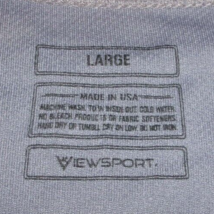 LARGE
MADE IN USA
MACHINE WASH, TURN INSIDE OUT COLD WATER.
NO BLEACH PRODUCTS OR FABRIC SOFTENERS.
HANG DRY OR TUMBLE DRY ON LOW. DO NOT IRON.
VIEWSPORT